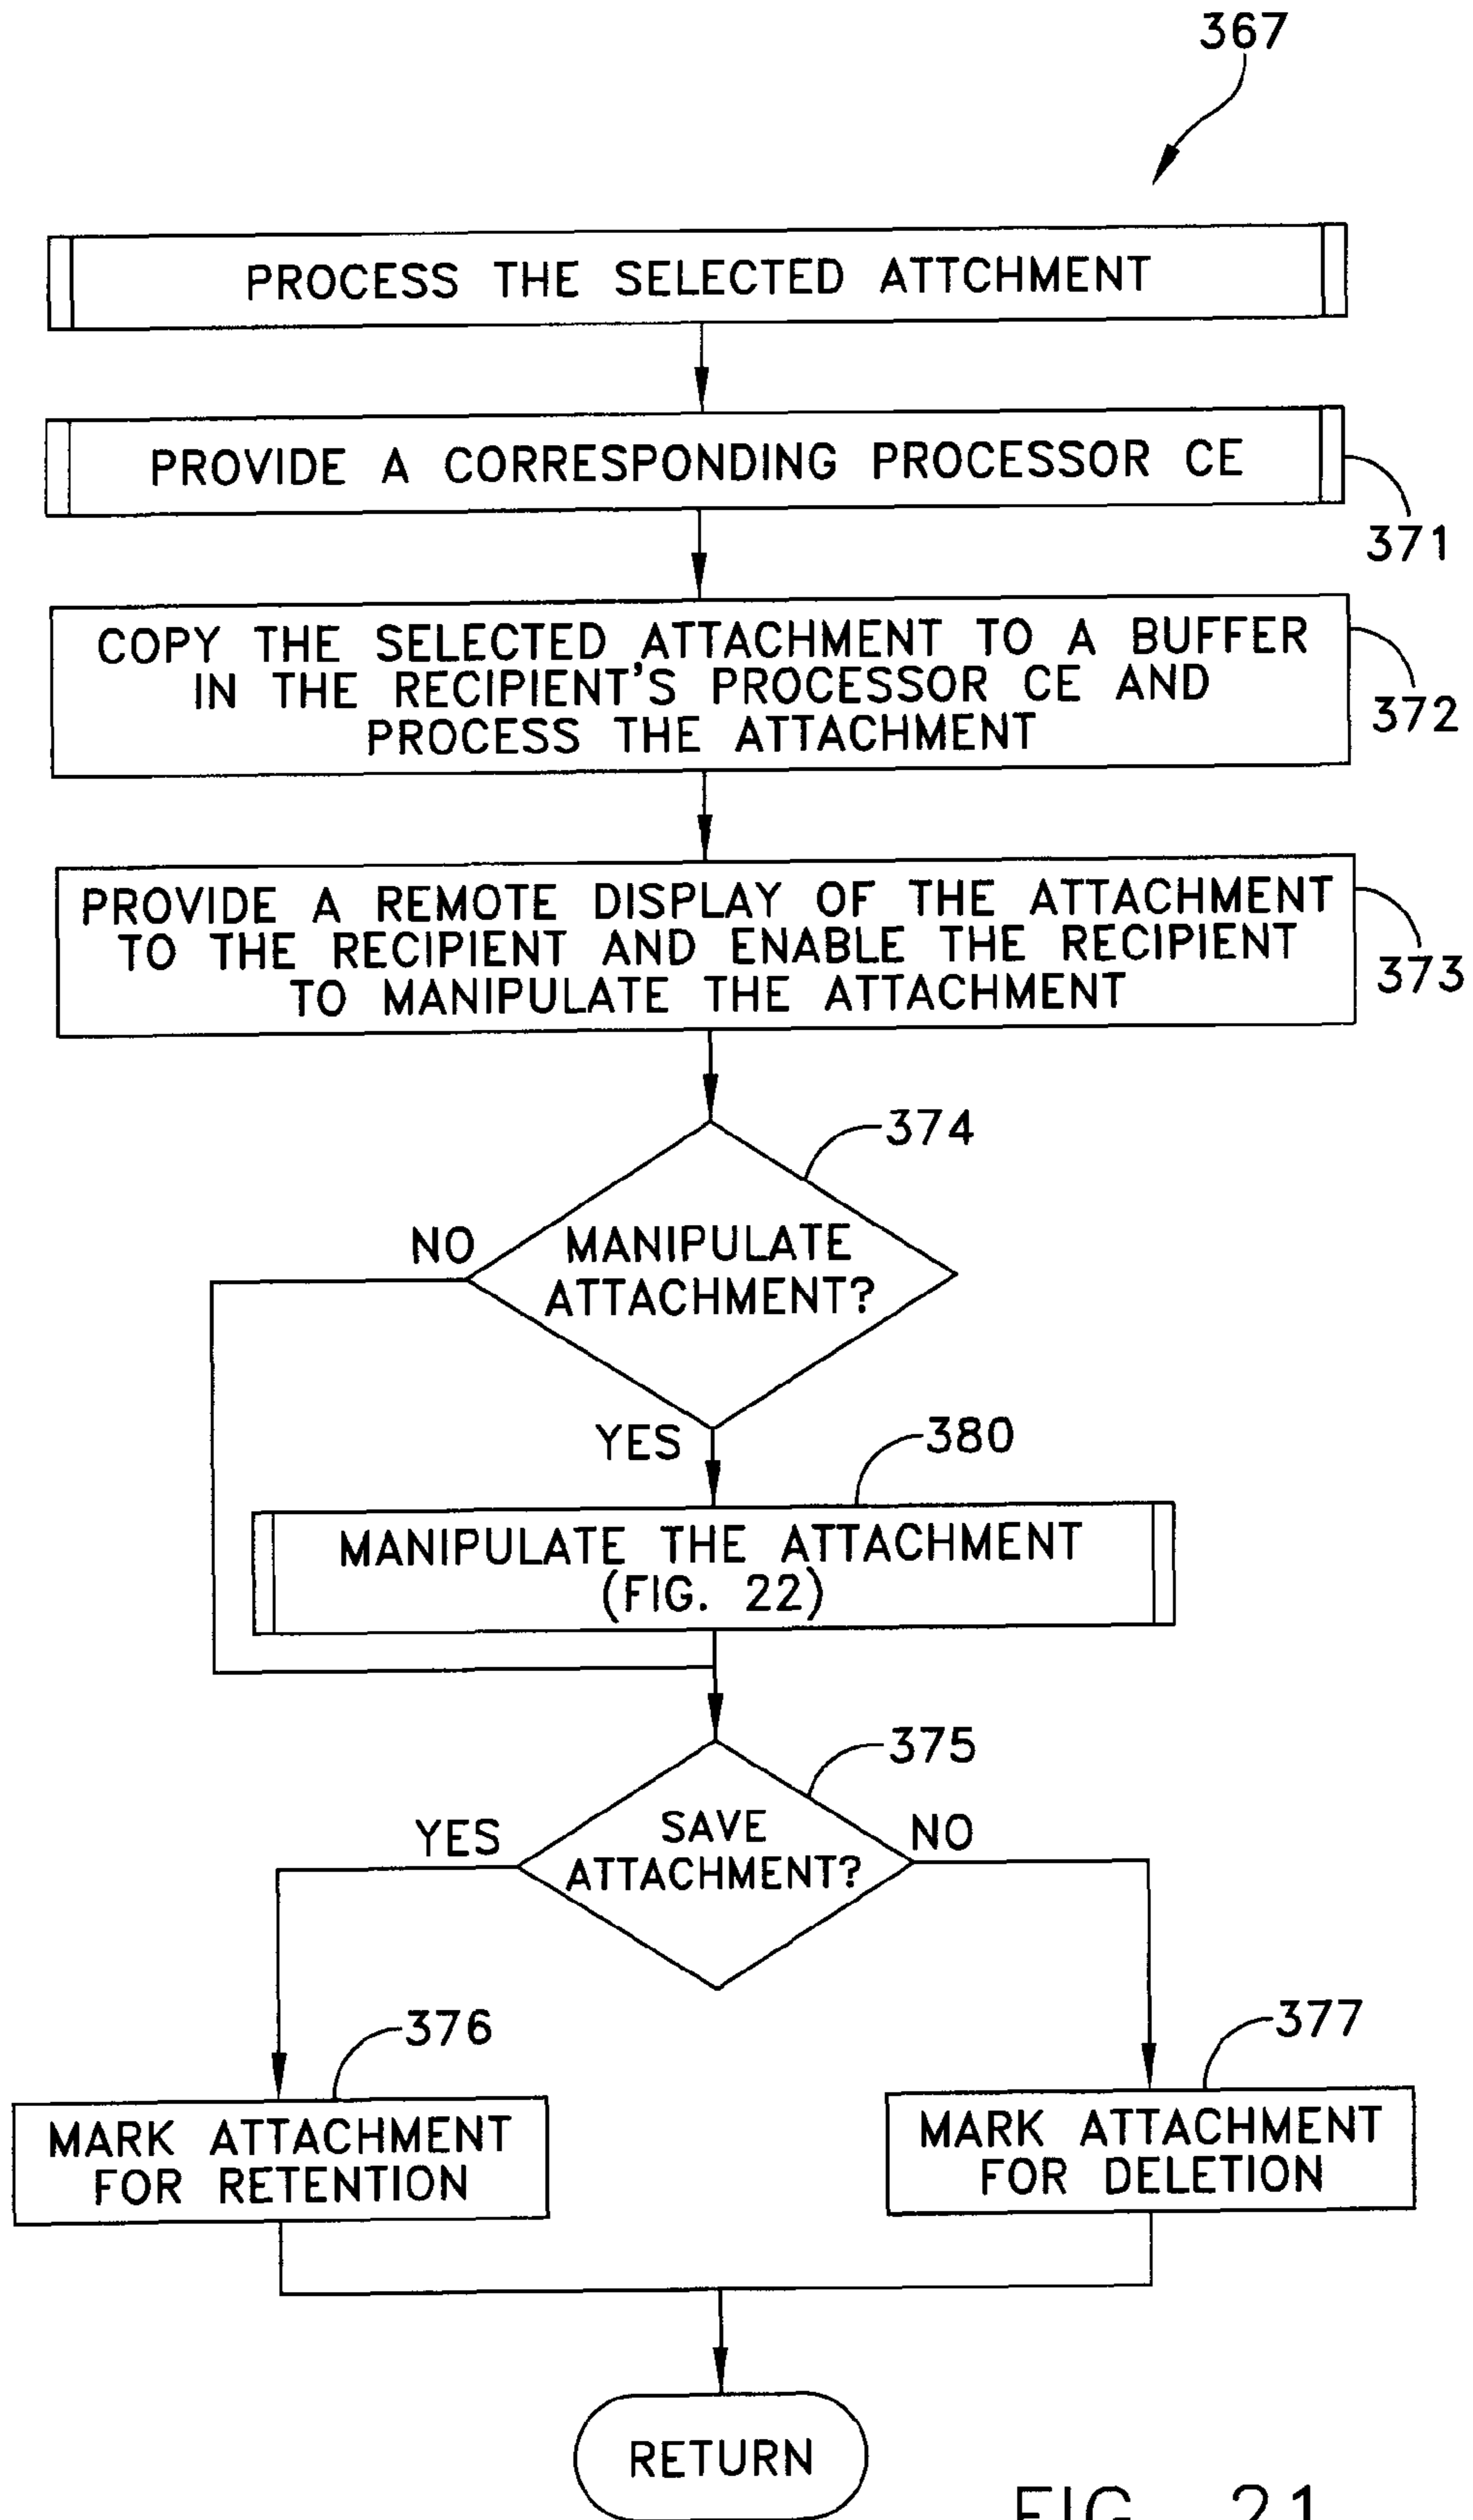 367
PROCESS THE SELECTED ATTCHMENT
PROVIDE A CORRESPONDING PROCESSOR CE
371
COPY THE SELECTED ATTACHMENT TO A BUFFER
IN THE RECIPIENT'S PROCESSOR CE AND
PROCESS THE ATTACHMENT
372
PROVIDE A REMOTE DISPLAY OF THE ATTACHMENT
TO THE RECIPIENT AND ENABLE THE RECIPIENT
TO MANIPULATE THE ATTACHMENT
373
374
NO
MANIPULATE
ATTACHMENT?
YES
380
MANIPULATE THE ATTACHMENT
(FIG. 22)
375
YES
SAVE
ATTACHMENT?
NO
376
377
MARK ATTACHMENT
FOR RETENTION
MARK ATTACHMENT
FOR DELETION
RETURN
FIG. 21